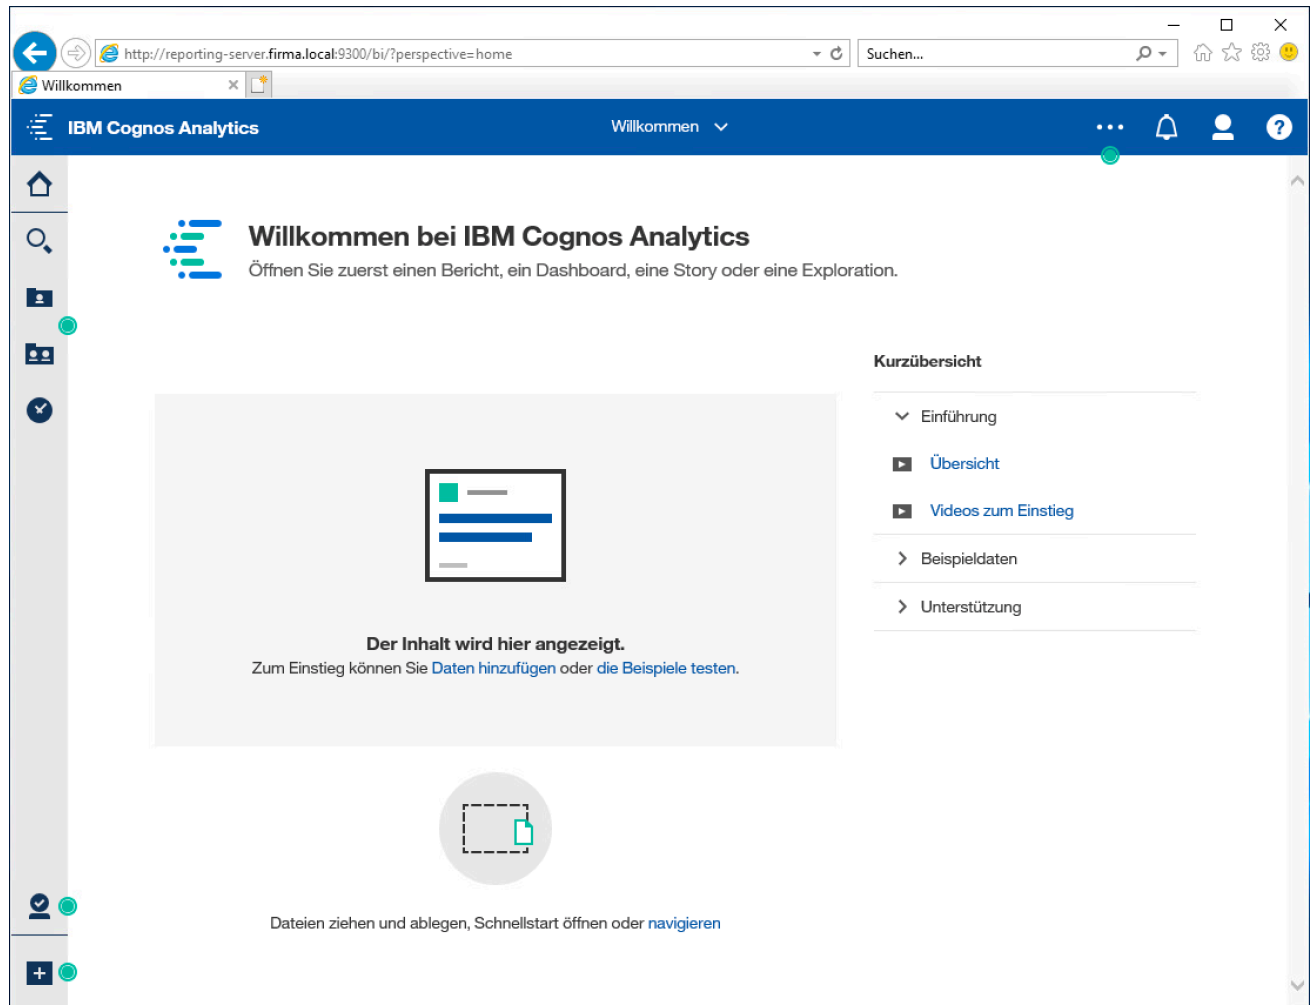 http://reporting-server.firma.local:9300/bi/?perspective=home
Suchen...
Willkommen
IBM Cognos Analytics
Willkommen
?
Willkommen bei IBM Cognos Analytics
Öffnen Sie zuerst einen Bericht, ein Dashboard, eine Story oder eine Exploration.
Kurzübersicht
Einführung
Übersicht
Videos zum Einstieg
Beispieldaten
Unterstützung
Der Inhalt wird hier angezeigt.
Zum Einstieg können Sie Daten hinzufügen oder die Beispiele testen.
Dateien ziehen und ablegen, Schnellstart öffnen oder navigieren